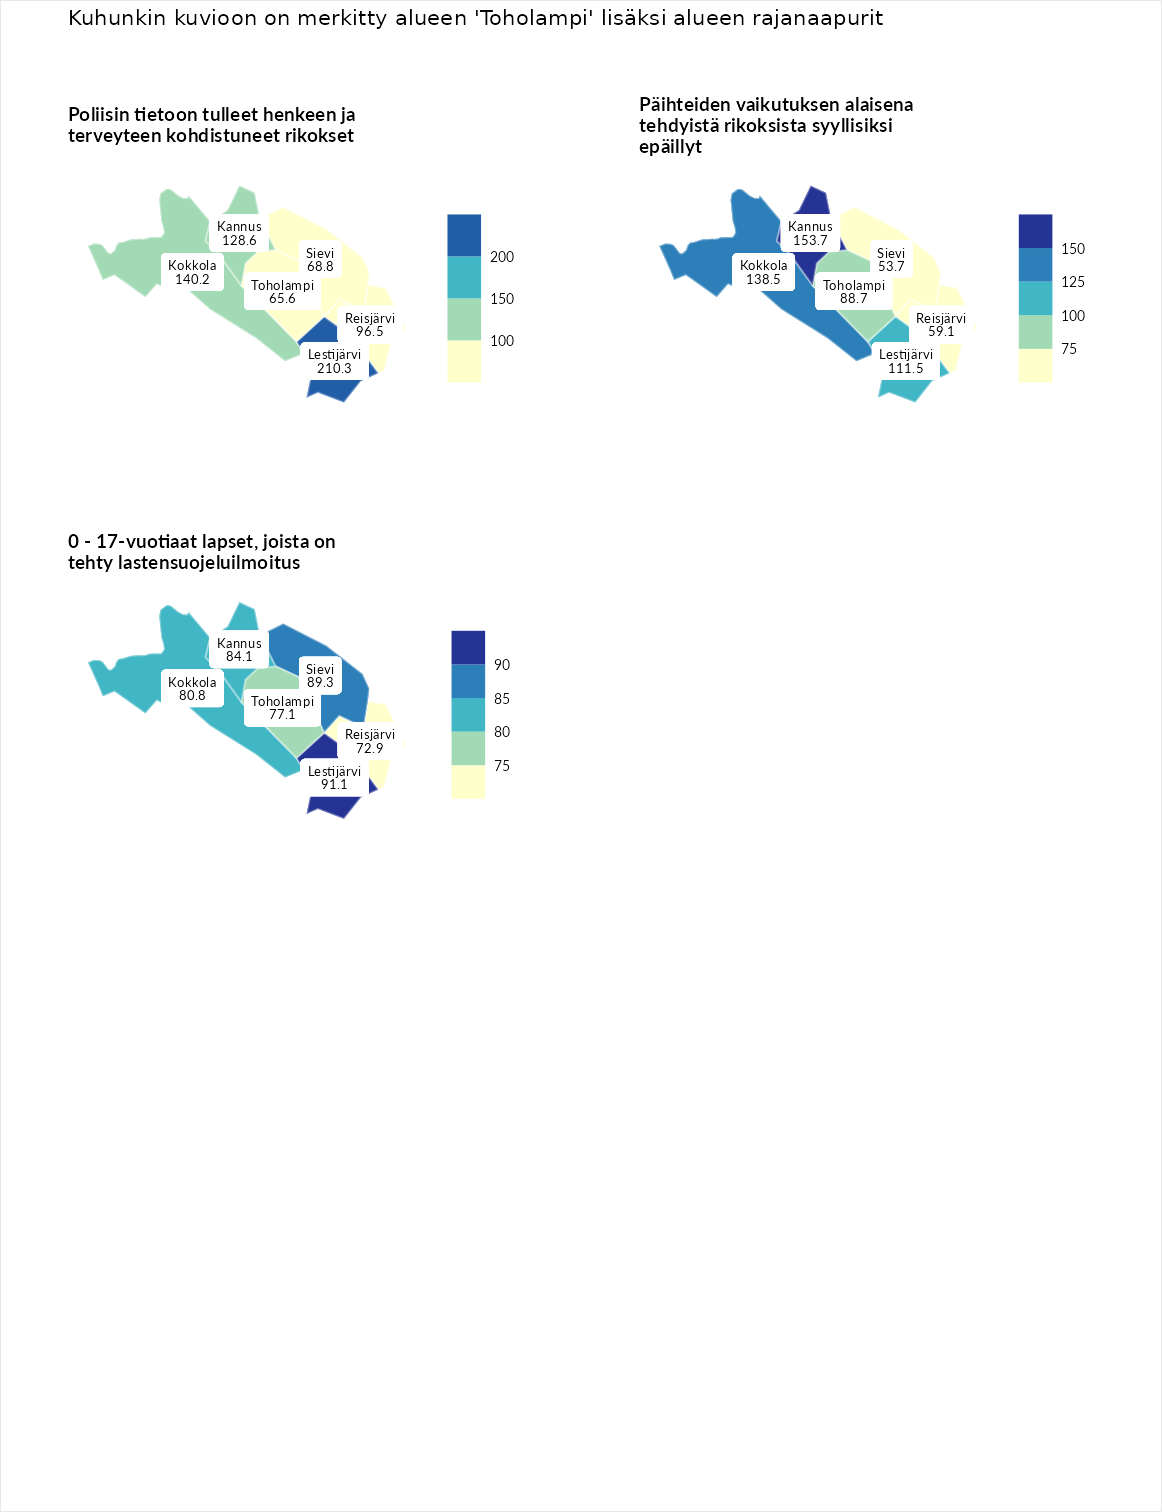 Kuhunkin kuvioon on merkitty alueen 'Toholampi' lisäksi alueen rajanaapurit
Poliisin tietoon tulleet henkeen ja
terveyteen kohdistuneet rikokset
Kannus
128.6
Sievi
68.8
Kokkola
140.2
Toholampi
65.6
Reisjärvi
96.5
Lestijärvi
210.3
200
150
100
Päihteiden vaikutuksen alaisena
tehdyistä rikoksista syyllisiksi
epäillyt
Kannus
153.7
Sievi
53.7
Kokkola
138.5
Toholampi
88.7
Reisjärvi
59.1
Lestijärvi
111.5
150
125
100
75
0 - 17-vuotiaat lapset, joista on
tehty lastensuojeluilmoitus
Kannus
84.1
Sievi
89.3
Kokkola
80.8
Toholampi
77.1
Reisjärvi
72.9
Lestijärvi
91.1
90
85
80
75